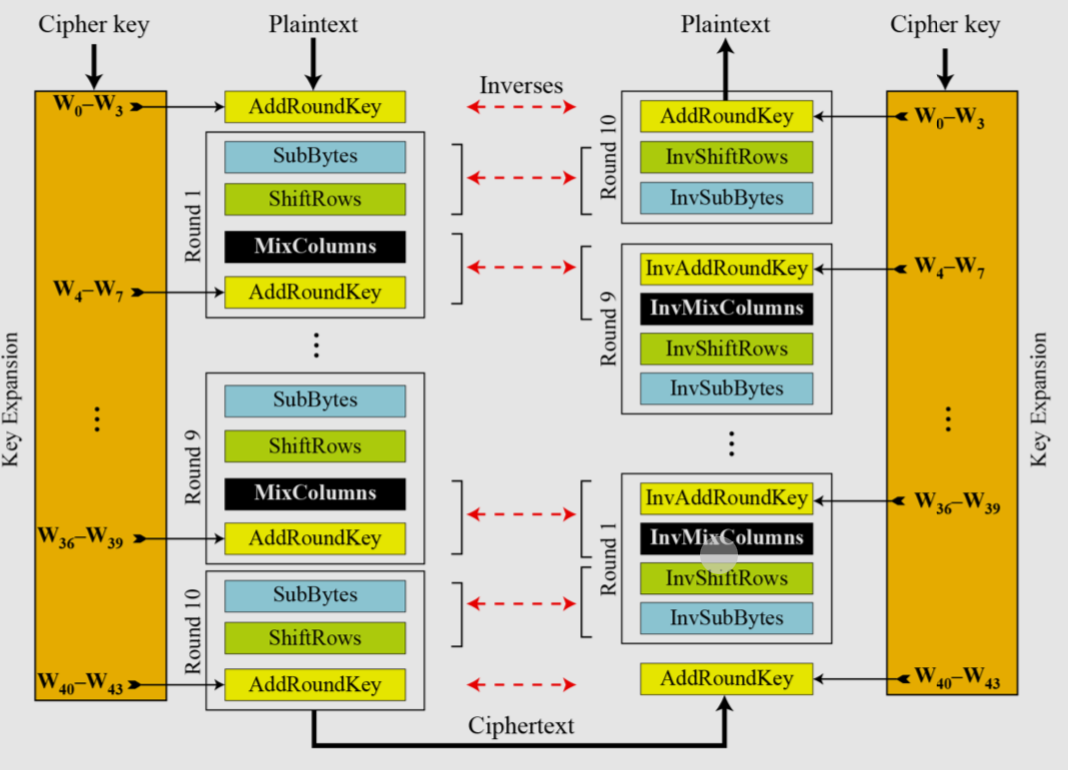 Cipher key
Plaintext
Plaintext
Cipher key
Inverses
Key Expansion
W0–W3
W4–W7
⋮
W36–W39
W40–W43
AddRoundKey
Round 1
SubBytes
ShiftRows
MixColumns
AddRoundKey
⋮
Round 9
SubBytes
ShiftRows
MixColumns
AddRoundKey
Round 10
SubBytes
ShiftRows
AddRoundKey
Round 10
AddRoundKey
InvShiftRows
InvSubBytes
Round 9
InvAddRoundKey
InvMixColumns
InvShiftRows
InvSubBytes
⋮
Round 1
InvAddRoundKey
InvMixColumns
InvShiftRows
InvSubBytes
AddRoundKey
W0–W3
W4–W7
⋮
W36–W39
W40–W43
Key Expansion
Ciphertext